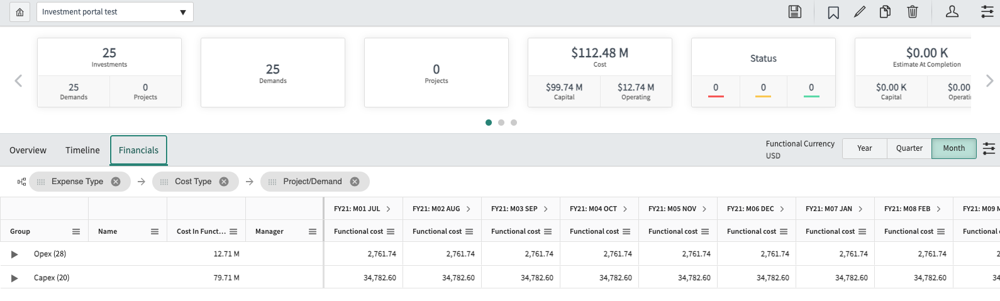 Investment portal test
25
Investments
25
Demands
0
Projects
25
Demands
0
Projects
$112.48 M
Cost
$99.74 M
Capital
$12.74 M
Operating
Status
0 0 0
$0.00 K
Estimate At Completion
$0.00 K
Capital
$0.00
Operati
Overview Timeline Financials
Functional Currency
USD
Year Quarter Month
Expense Type Cost Type Project/Demand
FY21: M01 JUL FY21: M02 AUG FY21: M03 SEP FY21: M04 OCT FY21: M05 NOV FY21: M06 DEC FY21: M07 JAN FY21: M08 FEB FY21: M09 M
Group Name Cost In Funct... Manager Functional cost Functional cost Functional cost Functional cost Functional cost Functional cost Functional cost Functional cost Functional
Opex (28) 12.71 M 2,761.74 2,761.74 2,761.74 2,761.74 2,761.74 2,761.74 2,761.74 2,761.74 2
Capex (20) 79.71 M 34,782.60 34,782.60 34,782.60 34,782.60 34,782.60 34,782.60 34,782.60 34,782.60 34